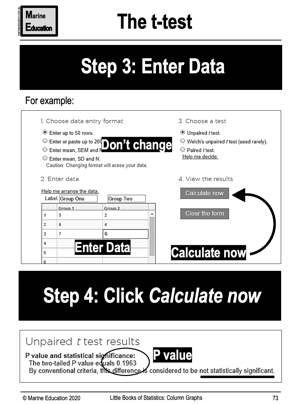 Marine
Education
The t-test
Step 3: Enter Data
For example:
1. Choose data entry format
Enter up to 50 rows.
Enter or paste up to 20
Enter mean, SEM and
Enter mean, SD and N.
Caution: Changing format will erase your data.
Don't change
3. Choose a test
Unpaired t test.
Welch's unpaired t test (used rarely).
Paired t test.
Help me decide.
2. Enter data
Help me arrange the data.
Label: Group One Group Two
Group 1 Group 2
1 5 2
2 8 4
3 7 6
4
5
6
Enter Data
4. View the results
Calculate now
Clear the form
Calculate now
Step 4: Click Calculate now
Unpaired t test results
P value and statistical significance:
The two-tailed P value equals 0.1963
By conventional criteria, this difference is considered to be not statistically significant.
P value
© Marine Education 2020 Little Books of Statistics: Column Graphs 73